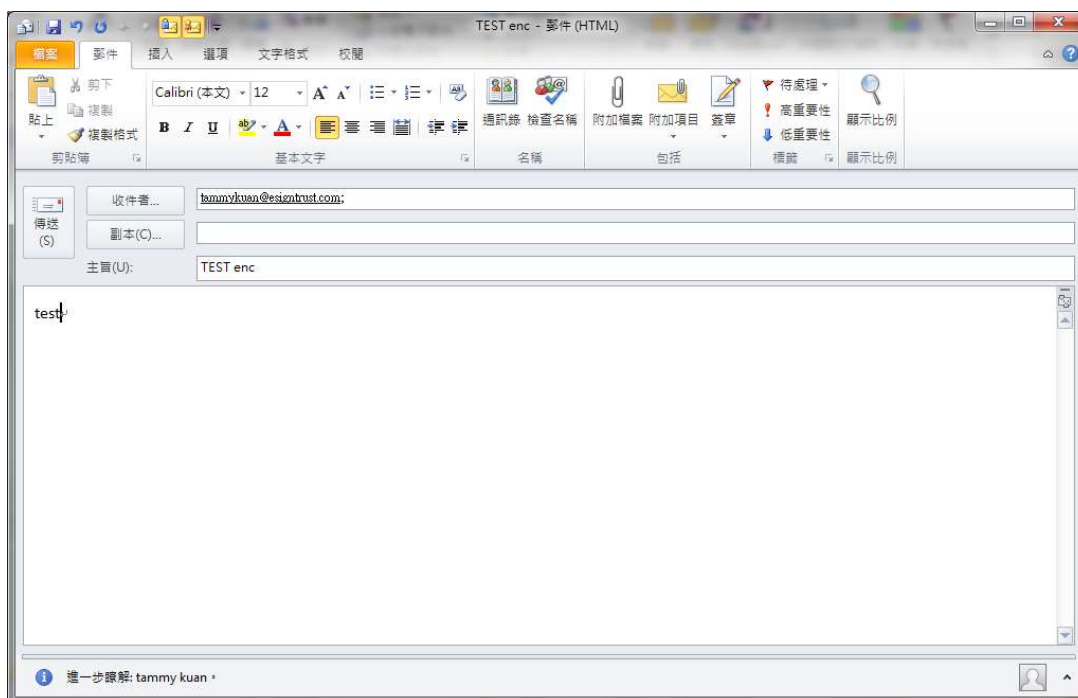 TEST enc - 郵件 (HTML)
檔案 郵件 插入 選項 文字格式 校閱
貼上
剪下
複製
複製格式
剪貼簿
Calibri (本文) 12
B I U
基本文字
通訊錄 檢查名稱
名稱
附加檔案 附加項目 簽章
包括
待處理
高重要性
低重要性
標籤
顯示比例
顯示比例
傳送
(S)
收件者...
tammykuan@esigntrust.com;
副本(C)...
主旨(U):
TEST enc
test
進一步瞭解: tammy kuan。